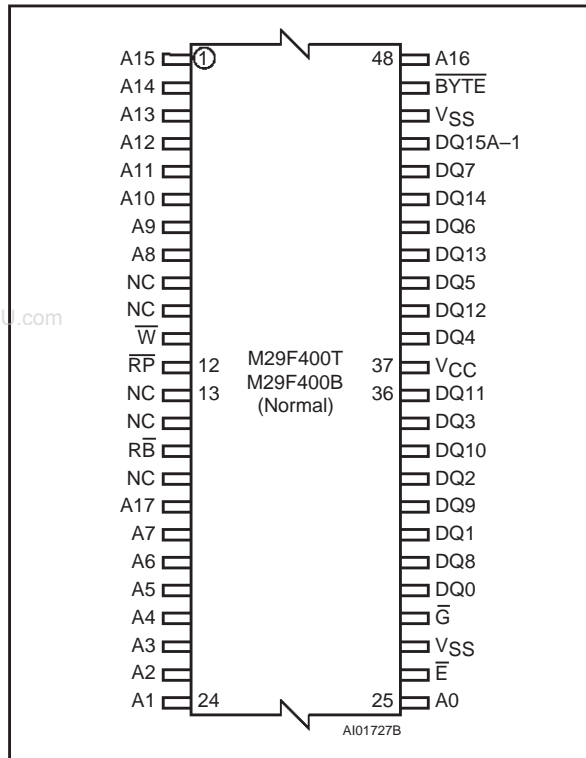 A15 1 48 A16
A14 B̅Y̅T̅E̅
A13 VSS
A12 DQ15A–1
A11 DQ7
A10 DQ14
A9 DQ6
A8 DQ13
NC DQ5
NC DQ12
U.com
W̅ DQ4
R̅P̅ 12 M29F400T 37 VCC
NC 13 M29F400B 36 DQ11
(Normal)
NC DQ3
RB̅ DQ10
NC DQ2
A17 DQ9
A7 DQ1
A6 DQ8
A5 DQ0
A4 G̅
A3 VSS
A2 E̅
A1 24 25 A0
AI01727B